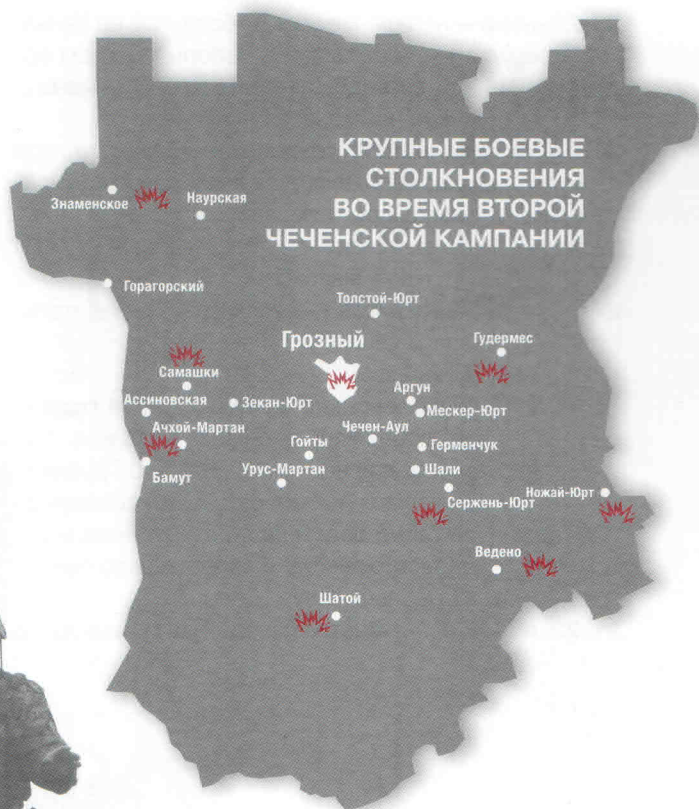 КРУПНЫЕ БОЕВЫЕ
СТОЛКНОВЕНИЯ
ВО ВРЕМЯ ВТОРОЙ
ЧЕЧЕНСКОЙ КАМПАНИИ
Знаменское
Наурская
Горагорский
Толстой-Юрт
Грозный
Гудермес
Самашки
Аргун
Ассиновская
Зекан-Юрт
Мескер-Юрт
Ачхой-Мартан
Гойты
Чечен-Аул
Герменчук
Бамут
Урус-Мартан
Шали
Сержень-Юрт
Ножай-Юрт
Ведено
Шатой